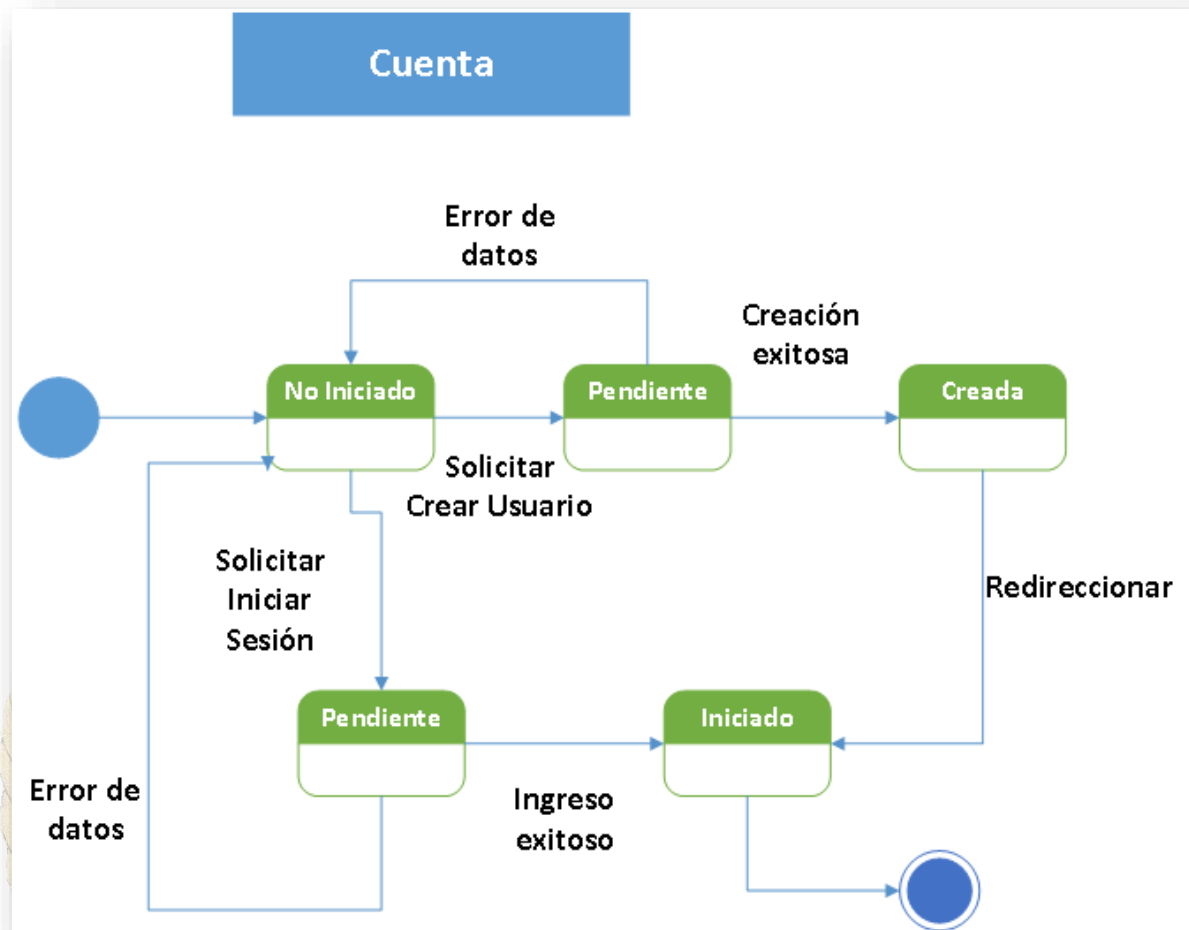 Cuenta
Error de
datos
Creación
exitosa
No Iniciado
Pendiente
Creada
Solicitar
Crear Usuario
Solicitar
Iniciar
Sesión
Redireccionar
Pendiente
Iniciado
Error de
datos
Ingreso
exitoso